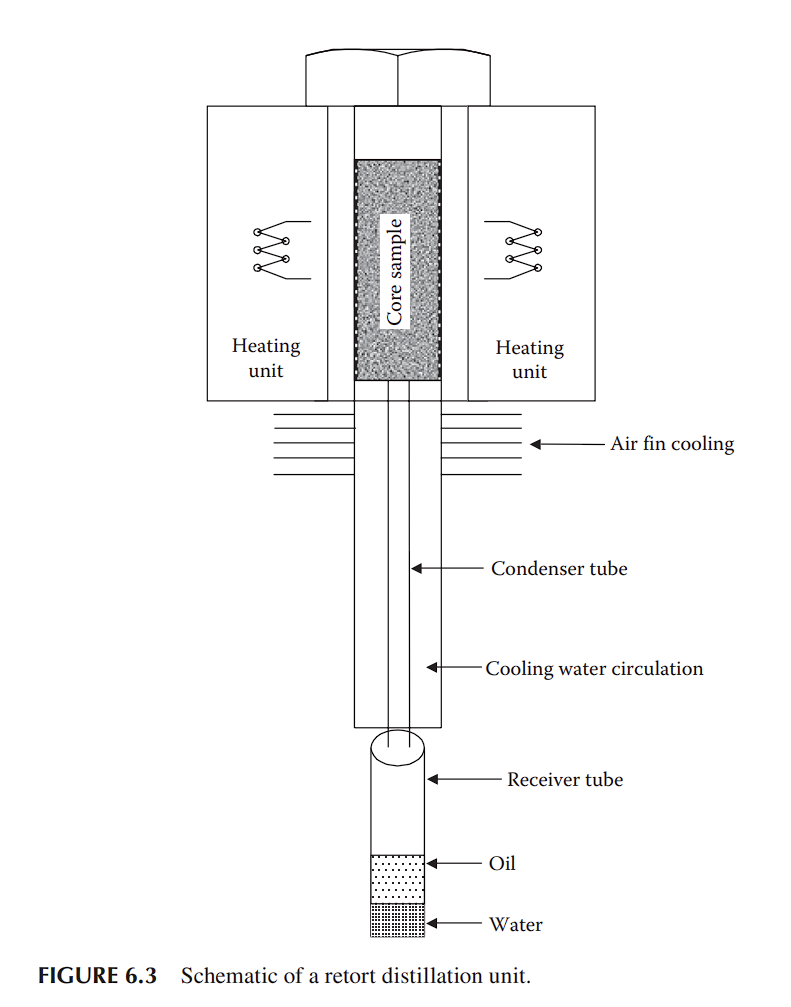 Core sample
Heating
unit
Heating
unit
Air fin cooling
Condenser tube
Cooling water circulation
Receiver tube
Oil
Water
FIGURE 6.3 Schematic of a retort distillation unit.